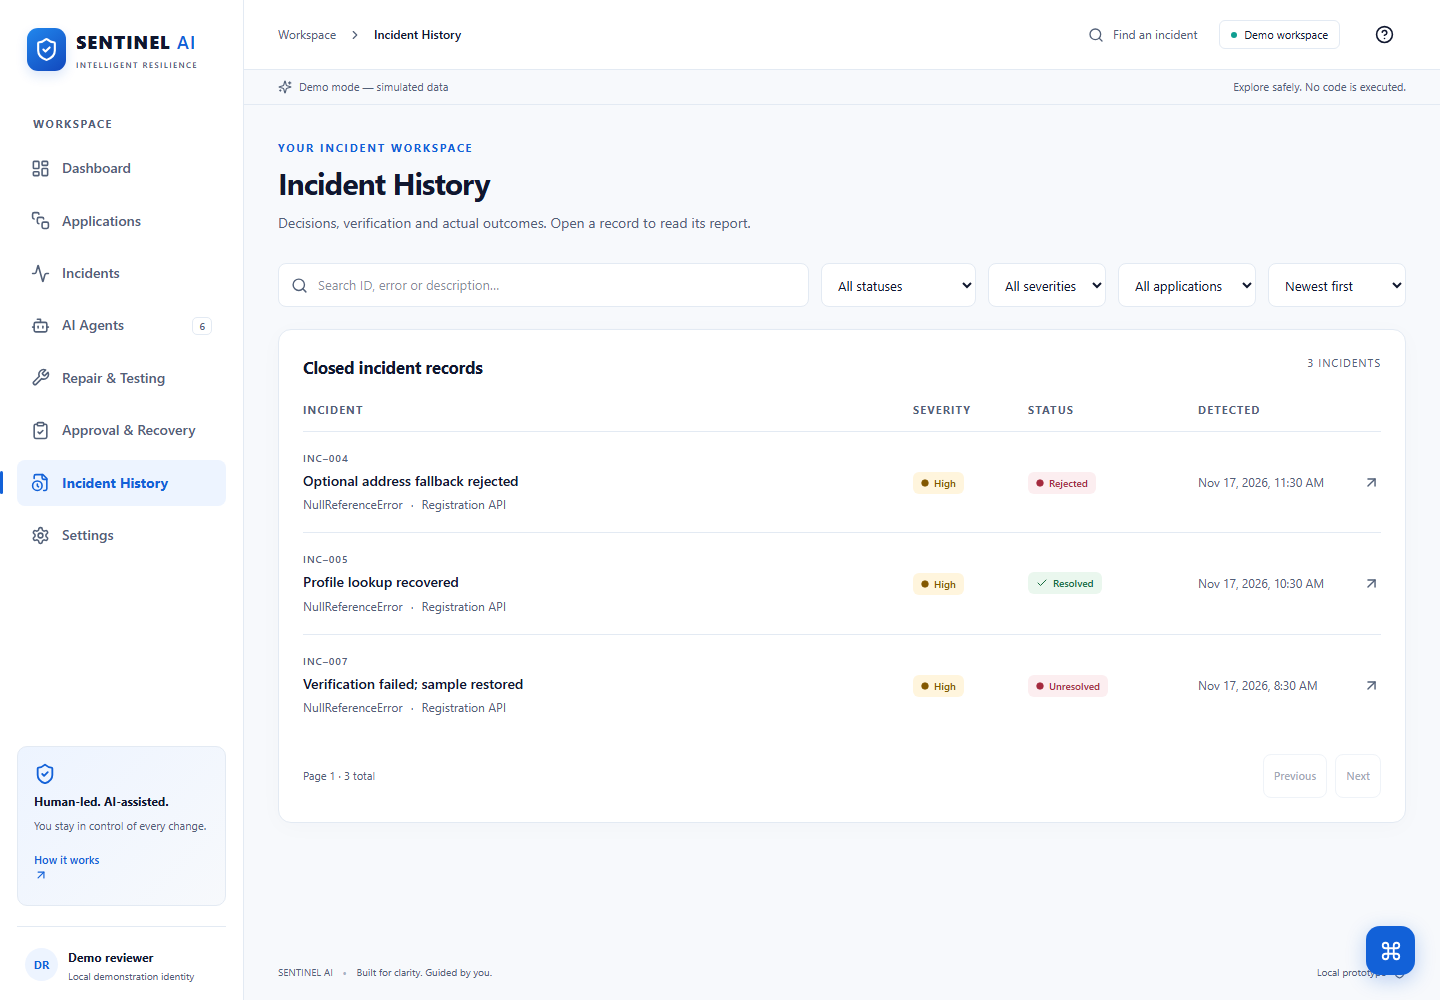 SENTINEL AI
INTELLIGENT RESILIENCE
WORKSPACE
Dashboard
Applications
Incidents
AI Agents 6
Repair & Testing
Approval & Recovery
Incident History
Settings
Human-led. AI-assisted.
You stay in control of every change.
How it works
DR
Demo reviewer
Local demonstration identity
Workspace Incident History
Find an incident
Demo workspace
Demo mode — simulated data
Explore safely. No code is executed.
YOUR INCIDENT WORKSPACE
Incident History
Decisions, verification and actual outcomes. Open a record to read its report.
Search ID, error or description...
All statuses
All severities
All applications
Newest first
Closed incident records
3 INCIDENTS
INCIDENT SEVERITY STATUS DETECTED
INC-004
Optional address fallback rejected
NullReferenceError · Registration API
High
Rejected
Nov 17, 2026, 11:30 AM
INC-005
Profile lookup recovered
NullReferenceError · Registration API
High
Resolved
Nov 17, 2026, 10:30 AM
INC-007
Verification failed; sample restored
NullReferenceError · Registration API
High
Unresolved
Nov 17, 2026, 8:30 AM
Page 1 · 3 total
Previous
Next
SENTINEL AI • Built for clarity. Guided by you.
Local